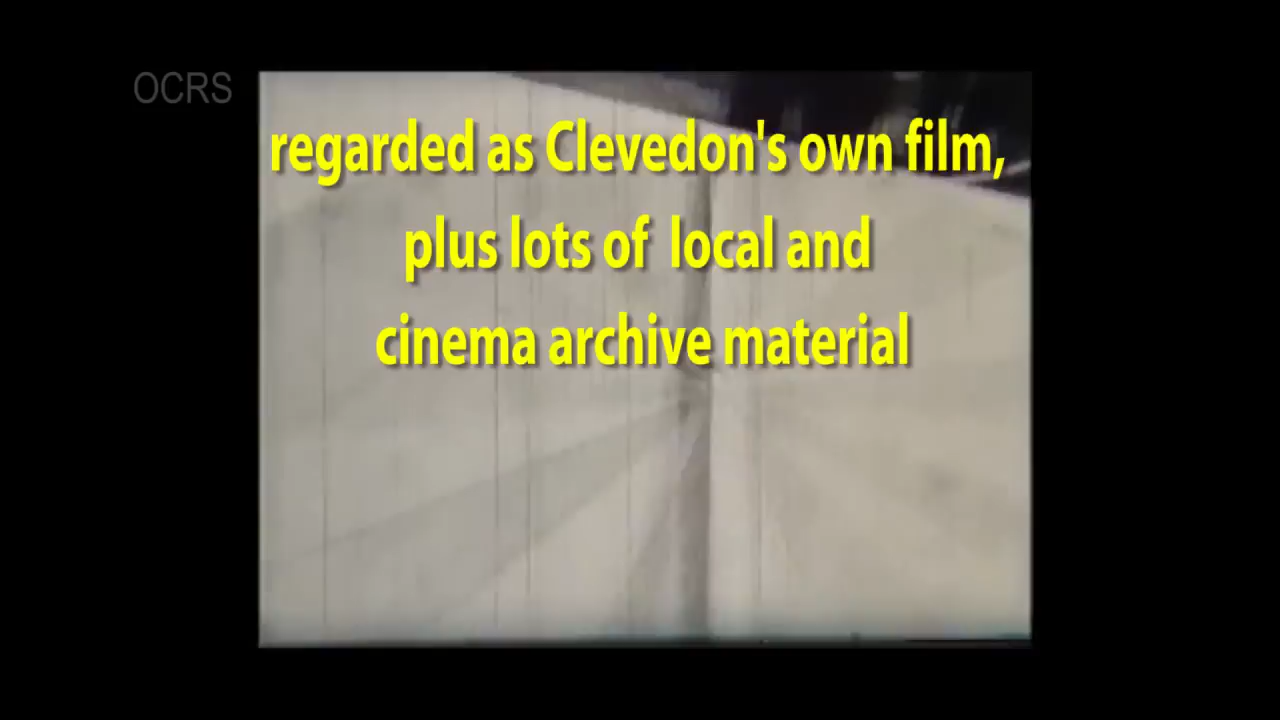 OCRS
regarded as Clevedon's own film,
plus lots of local and
cinema archive material